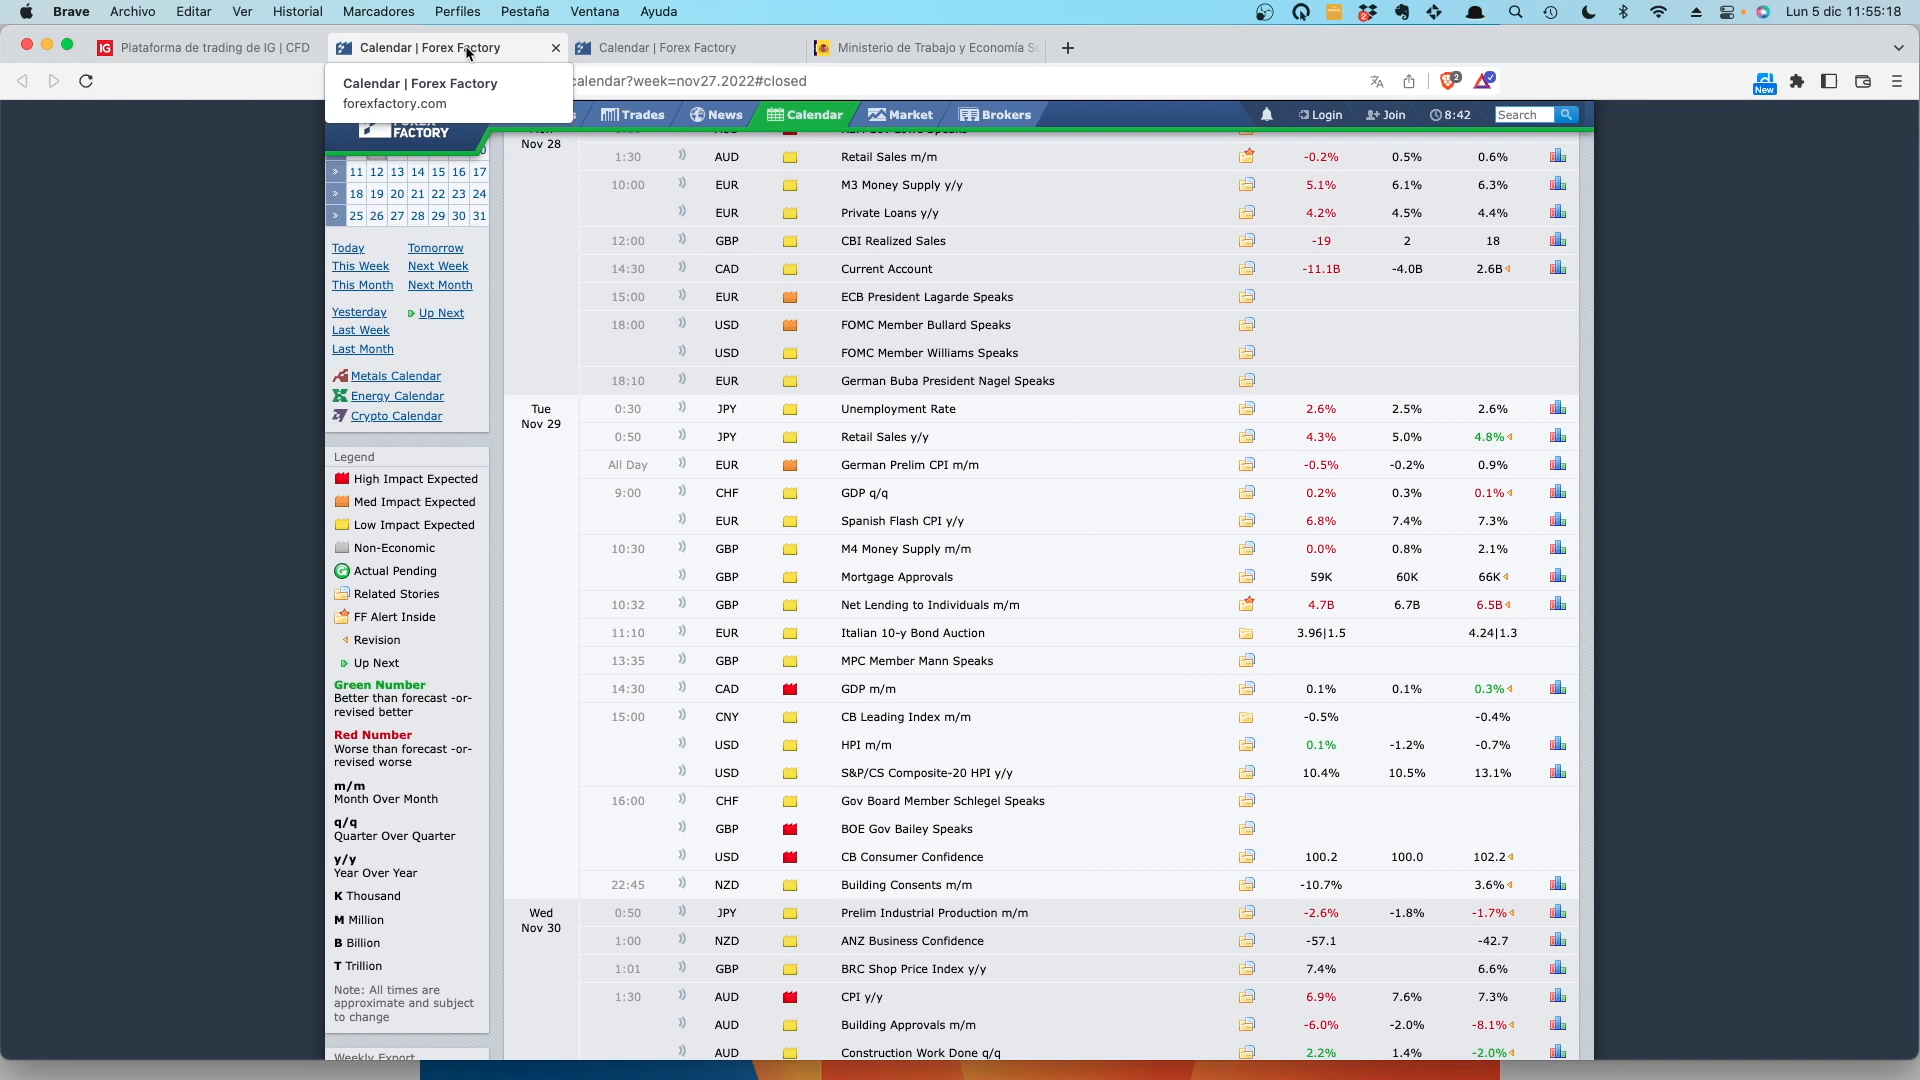 Brave Archivo Editar Ver Historial Marcadores Perfiles Pestaña Ventana Ayuda Lun 5 dic 11:55:18
IG Plataforma de trading de IG | CFD Calendar | Forex Factory Calendar | Forex Factory Ministerio de Trabajo y Economía
calendar?week=nov27.2022#closed 2 New
Calendar | Forex Factory
forexfactory.com
FACTORY Trades News Calendar Market Brokers Login Join 8:42 Search
Mon
Nov 28
1:30 AUD Retail Sales m/m -0.2% 0.5% 0.6%
10:00 EUR M3 Money Supply y/y 5.1% 6.1% 6.3%
EUR Private Loans y/y 4.2% 4.5% 4.4%
12:00 GBP CBI Realized Sales -19 2 18
14:30 CAD Current Account -11.1B -4.0B 2.6B
15:00 EUR ECB President Lagarde Speaks
18:00 USD FOMC Member Bullard Speaks
USD FOMC Member Williams Speaks
18:10 EUR German Buba President Nagel Speaks
Tue
Nov 29
0:30 JPY Unemployment Rate 2.6% 2.5% 2.6%
0:50 JPY Retail Sales y/y 4.3% 5.0% 4.8%
All Day EUR German Prelim CPI m/m -0.5% -0.2% 0.9%
9:00 CHF GDP q/q 0.2% 0.3% 0.1%
EUR Spanish Flash CPI y/y 6.8% 7.4% 7.3%
10:30 GBP M4 Money Supply m/m 0.0% 0.8% 2.1%
GBP Mortgage Approvals 59K 60K 66K
10:32 GBP Net Lending to Individuals m/m 4.7B 6.7B 6.5B
11:10 EUR Italian 10-y Bond Auction 3.96|1.5 4.24|1.3
13:35 GBP MPC Member Mann Speaks
14:30 CAD GDP m/m 0.1% 0.1% 0.3%
15:00 CNY CB Leading Index m/m -0.5% -0.4%
USD HPI m/m 0.1% -1.2% -0.7%
USD S&P/CS Composite-20 HPI y/y 10.4% 10.5% 13.1%
16:00 CHF Gov Board Member Schlegel Speaks
GBP BOE Gov Bailey Speaks
USD CB Consumer Confidence 100.2 100.0 102.2
22:45 NZD Building Consents m/m -10.7% 3.6%
Wed
Nov 30
0:50 JPY Prelim Industrial Production m/m -2.6% -1.8% -1.7%
1:00 NZD ANZ Business Confidence -57.1 -42.7
1:01 GBP BRC Shop Price Index y/y 7.4% 6.6%
1:30 AUD CPI y/y 6.9% 7.6% 7.3%
AUD Building Approvals m/m -6.0% -2.0% -8.1%
AUD Construction Work Done q/q 2.2% 1.4% -2.0%
» 11 12 13 14 15 16 17
» 18 19 20 21 22 23 24
» 25 26 27 28 29 30 31
Today Tomorrow
This Week Next Week
This Month Next Month
Yesterday Up Next
Last Week
Last Month
Metals Calendar
Energy Calendar
Crypto Calendar
Legend
High Impact Expected
Med Impact Expected
Low Impact Expected
Non-Economic
Actual Pending
Related Stories
FF Alert Inside
Revision
Up Next
Green Number
Better than forecast -or-
revised better
Red Number
Worse than forecast -or-
revised worse
m/m
Month Over Month
q/q
Quarter Over Quarter
y/y
Year Over Year
K Thousand
M Million
B Billion
T Trillion
Note: All times are
approximate and subject
to change
Weekly Export